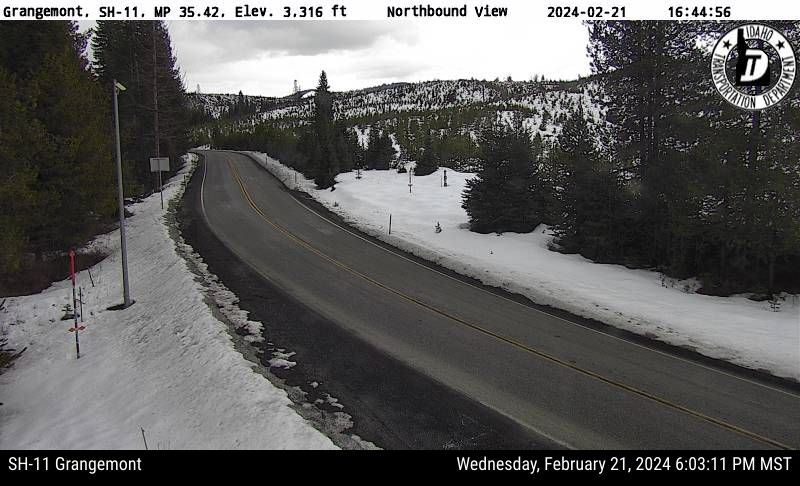 Grangemont, SH-11, MP 35.42, Elev. 3,316 ft Northbound View 2024-02-21 16:44:56
IDAHO
TRANSPORTATION DEPARTMENT
SH-11 Grangemont Wednesday, February 21, 2024 6:03:11 PM MST